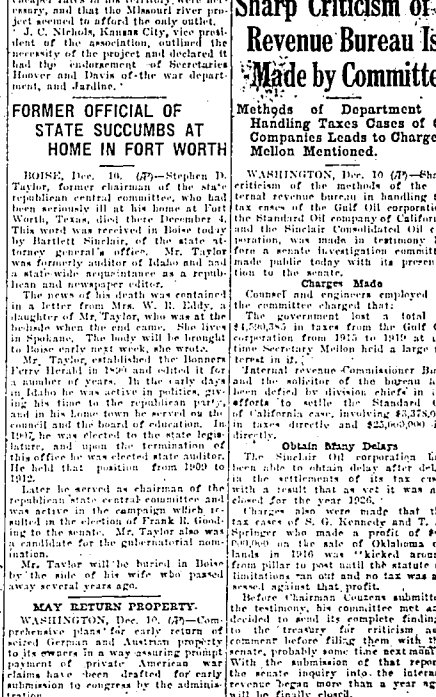 cheaper rates in this territory were nec-
essary, and that the Missouri river pro-
ject seemed to afford the only outlet.
J. C. Nichols, Kansas City, vice presi-
dent of the association, outlined the
necessity of the project and declared it
had the endorsement of Secretaries
Hoover and Davis of the war depart-
ment, and Jardine.
FORMER OFFICIAL OF
STATE SUCCUMBS AT
HOME IN FORT WORTH
BOISE, Dec. 10. (AP)—Stephen D.
Taylor, former chairman of the state
republican central committee, who had
been seriously ill at his home at Fort
Worth, Texas, died there December 4.
This word was received in Boise today
by Bartlett Sinclair, of the state at-
torney general's office. Mr. Taylor
was formerly auditor of Idaho and had
a state-wide acquaintance as a repub-
lican and newspaper editor.
The news of his death was contained
in a letter from Mrs. W. R. Eddy, a
daughter of Mr. Taylor, who was at the
bedside when the end came. She lives
in Spokane. The body will be brought
to Boise early next week, she wrote.
Mr. Taylor, established the Bonners
Ferry Herald in and edited it for
a number of years. In the early days
in Idaho he was active in politics, giv-
ing his time to the republican party,
and in his home town he served on the
council and the board of education. In
1907, he was elected to the state legis-
lature, and upon the termination of
this office he was elected state auditor.
He held that position from 1909 to
1912.
Later he served as chairman of the
republican state central committee and
was active in the campaign which re-
sulted in the election of Frank R. Good-
ing to the senate. Mr. Taylor also was
a candidate for the gubernatorial nom-
ination.
Mr. Taylor will be buried in Boise
by the side of his wife who passed
away several years ago.
MAY RETURN PROPERTY.
WASHINGTON, Dec. 10. (AP)—Com-
prehensive plans for early return of
seized German and Austrian property
to its owners in a way assuring prompt
payment of private American war
claims have been drafted for early
submission to congress by the adminis-
Sharp Criticism of
Revenue Bureau Is
Made by Committe
Methods of Department
Handling Taxes Cases of
Companies Leads to Charge
Mellon Mentioned.
WASHINGTON, Dec. 10 (AP)—Sha
criticism of the methods of the
ternal revenue bureau in handling
tax cases of the Gulf Oil corporatio
the Standard Oil company of Californ
and the Sinclair Consolidated Oil c
poration, was made in testimony
fore a senate investigation committ
made public today with its presen
tion to the senate.
Charges Made
Counsel and engineers employed
the committee charged that:
The government lost a total
in taxes from the Gulf
corporation from 1915 to 1919 at
time Secretary Mellon held a large
terest in it.
Internal revenue Commissioner
and the solicitor of the bureau
been defied by division chiefs in
efforts to settle the Standard
of California case, involving
in taxes directly and
directly.
Obtain Many Delays
The Sinclair Oil corporation
been able to obtain delay after del
in the settlements of its tax
with a result that as yet it was
closed for the year
Charges also were made that
tax cases of S. G. Kennedy and T.
Springer who made a profit of
on the sale of Oklahoma
lands in 1916 was "kicked aroun
from pillar to post until the statute
limitations ran out and no tax was
sessed against that profit.
Before Chairman Couzens submitte
the testimony, his committee met
decided to send its complete findin
to the treasury for criticism
comment before filing them with
senate, probably some time next mont
With the submission of that repor
the senate inquiry into the intern
revenue began more than a year ag
will be finally closed.